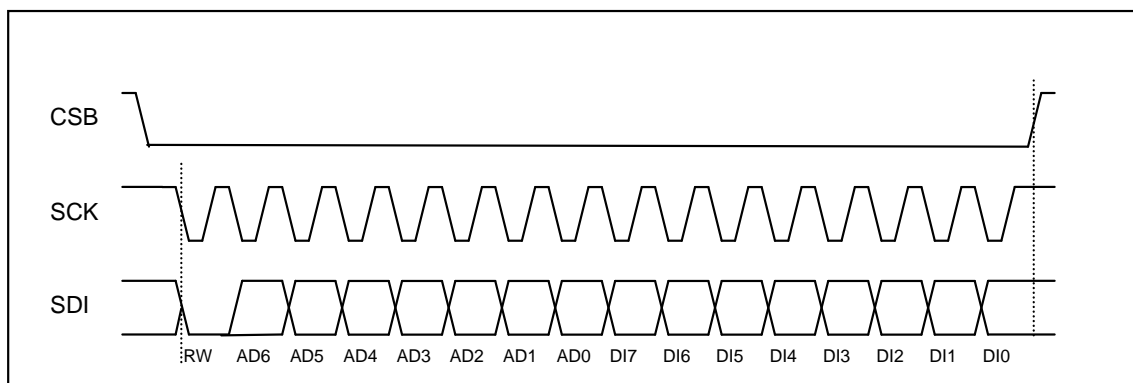 CSB
SCK
SDI
RW AD6 AD5 AD4 AD3 AD2 AD1 AD0 DI7 DI6 DI5 DI4 DI3 DI2 DI1 DI0